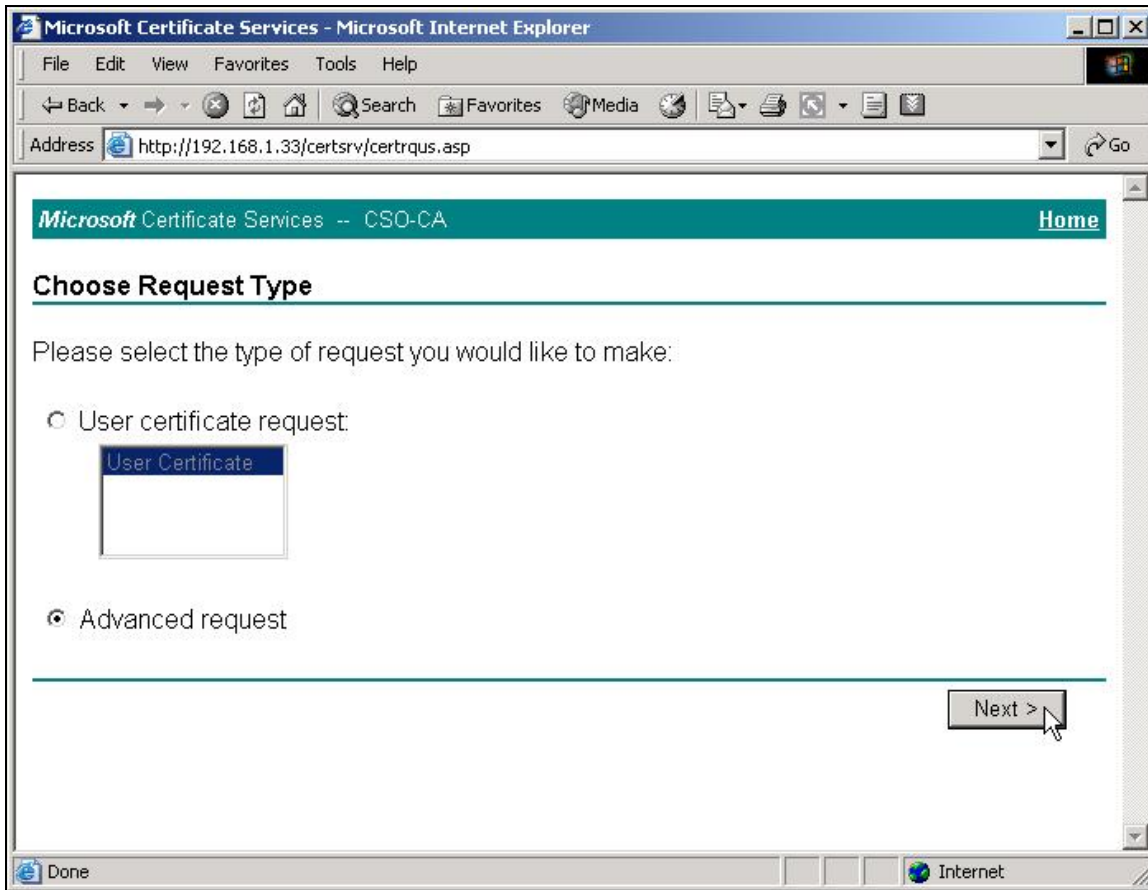 Microsoft Certificate Services - Microsoft Internet Explorer
File Edit View Favorites Tools Help
Back Search Favorites Media
Address http://192.168.1.33/certsrv/certrqus.asp Go
Microsoft Certificate Services -- CSO-CA Home
Choose Request Type
Please select the type of request you would like to make:
User certificate request:
User Certificate
Advanced request
Next >
Done Internet